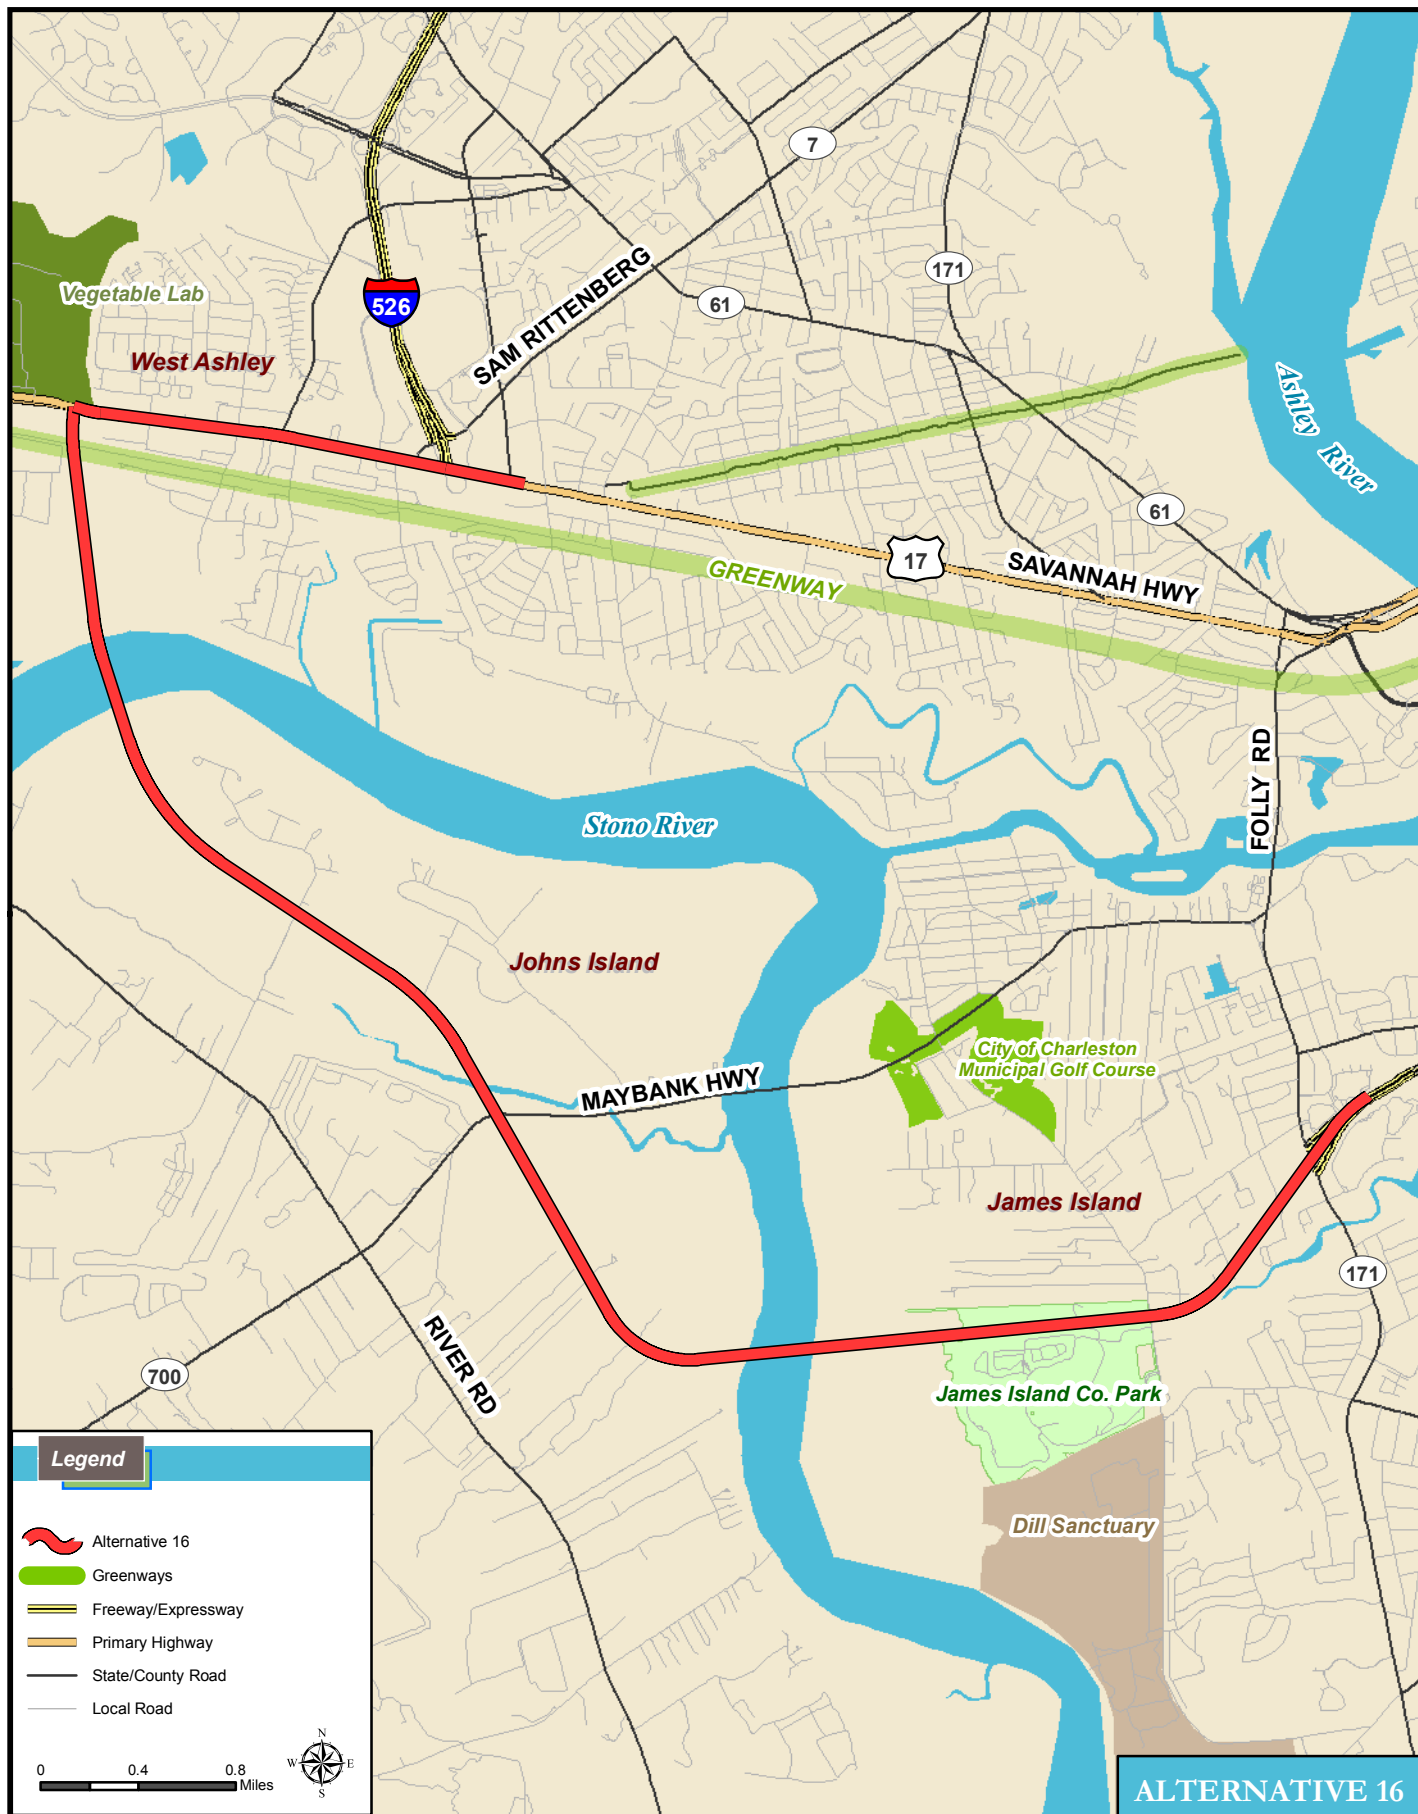 7
171
Vegetable Lab
526
SAM RITTENBERG
61
West Ashley
Ashley River
61
17
SAVANNAH HWY
GREENWAY
FOLLY RD
Stono River
Johns Island
City of Charleston
Municipal Golf Course
MAYBANK HWY
James Island
171
RIVER RD
700
James Island Co. Park
Dill Sanctuary
Legend
Alternative 16
Greenways
Freeway/Expressway
Primary Highway
State/County Road
Local Road
N
W E
S
0 0.4 0.8
Miles
ALTERNATIVE 16